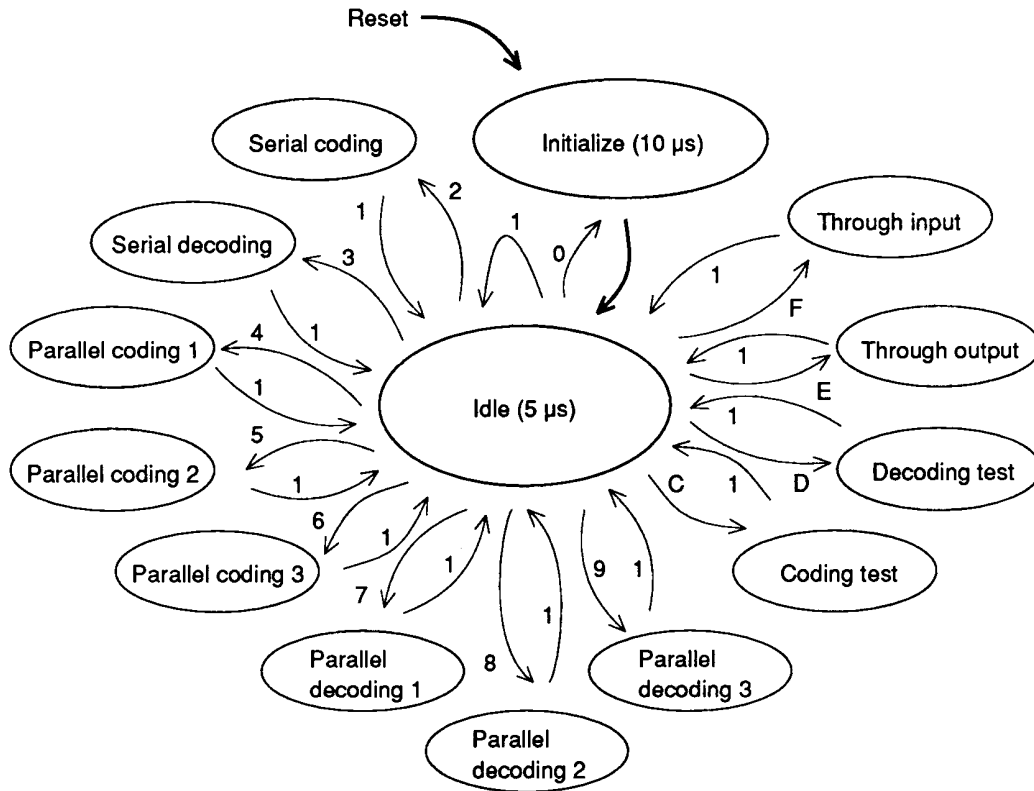 Reset
Initialize (10 µs)
Serial coding
1
2
1
0
Through input
1
F
Serial decoding
3
1
Parallel coding 1
4
1
Idle (5 µs)
Through output
1
E
1
Parallel coding 2
5
1
Decoding test
D
C
1
Parallel coding 3
6
1
Coding test
7
1
8
1
9
1
Parallel
decoding 1
Parallel
decoding 3
Parallel
decoding 2